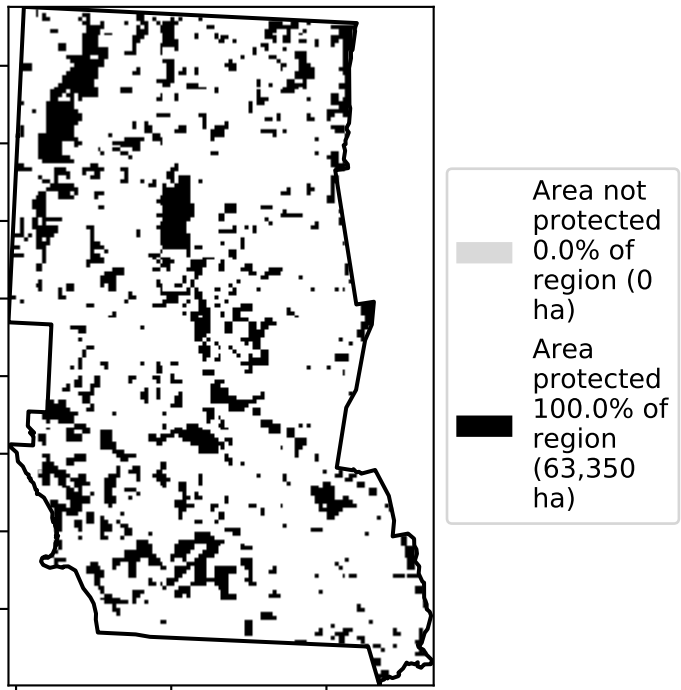 Area not
protected
0.0% of
region (0
ha)
Area
protected
100.0% of
region
(63,350
ha)